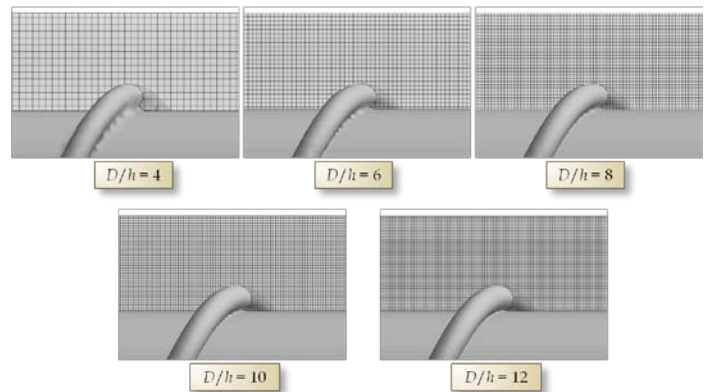 D/h = 4
D/h = 6
D/h = 8
D/h = 10
D/h = 12